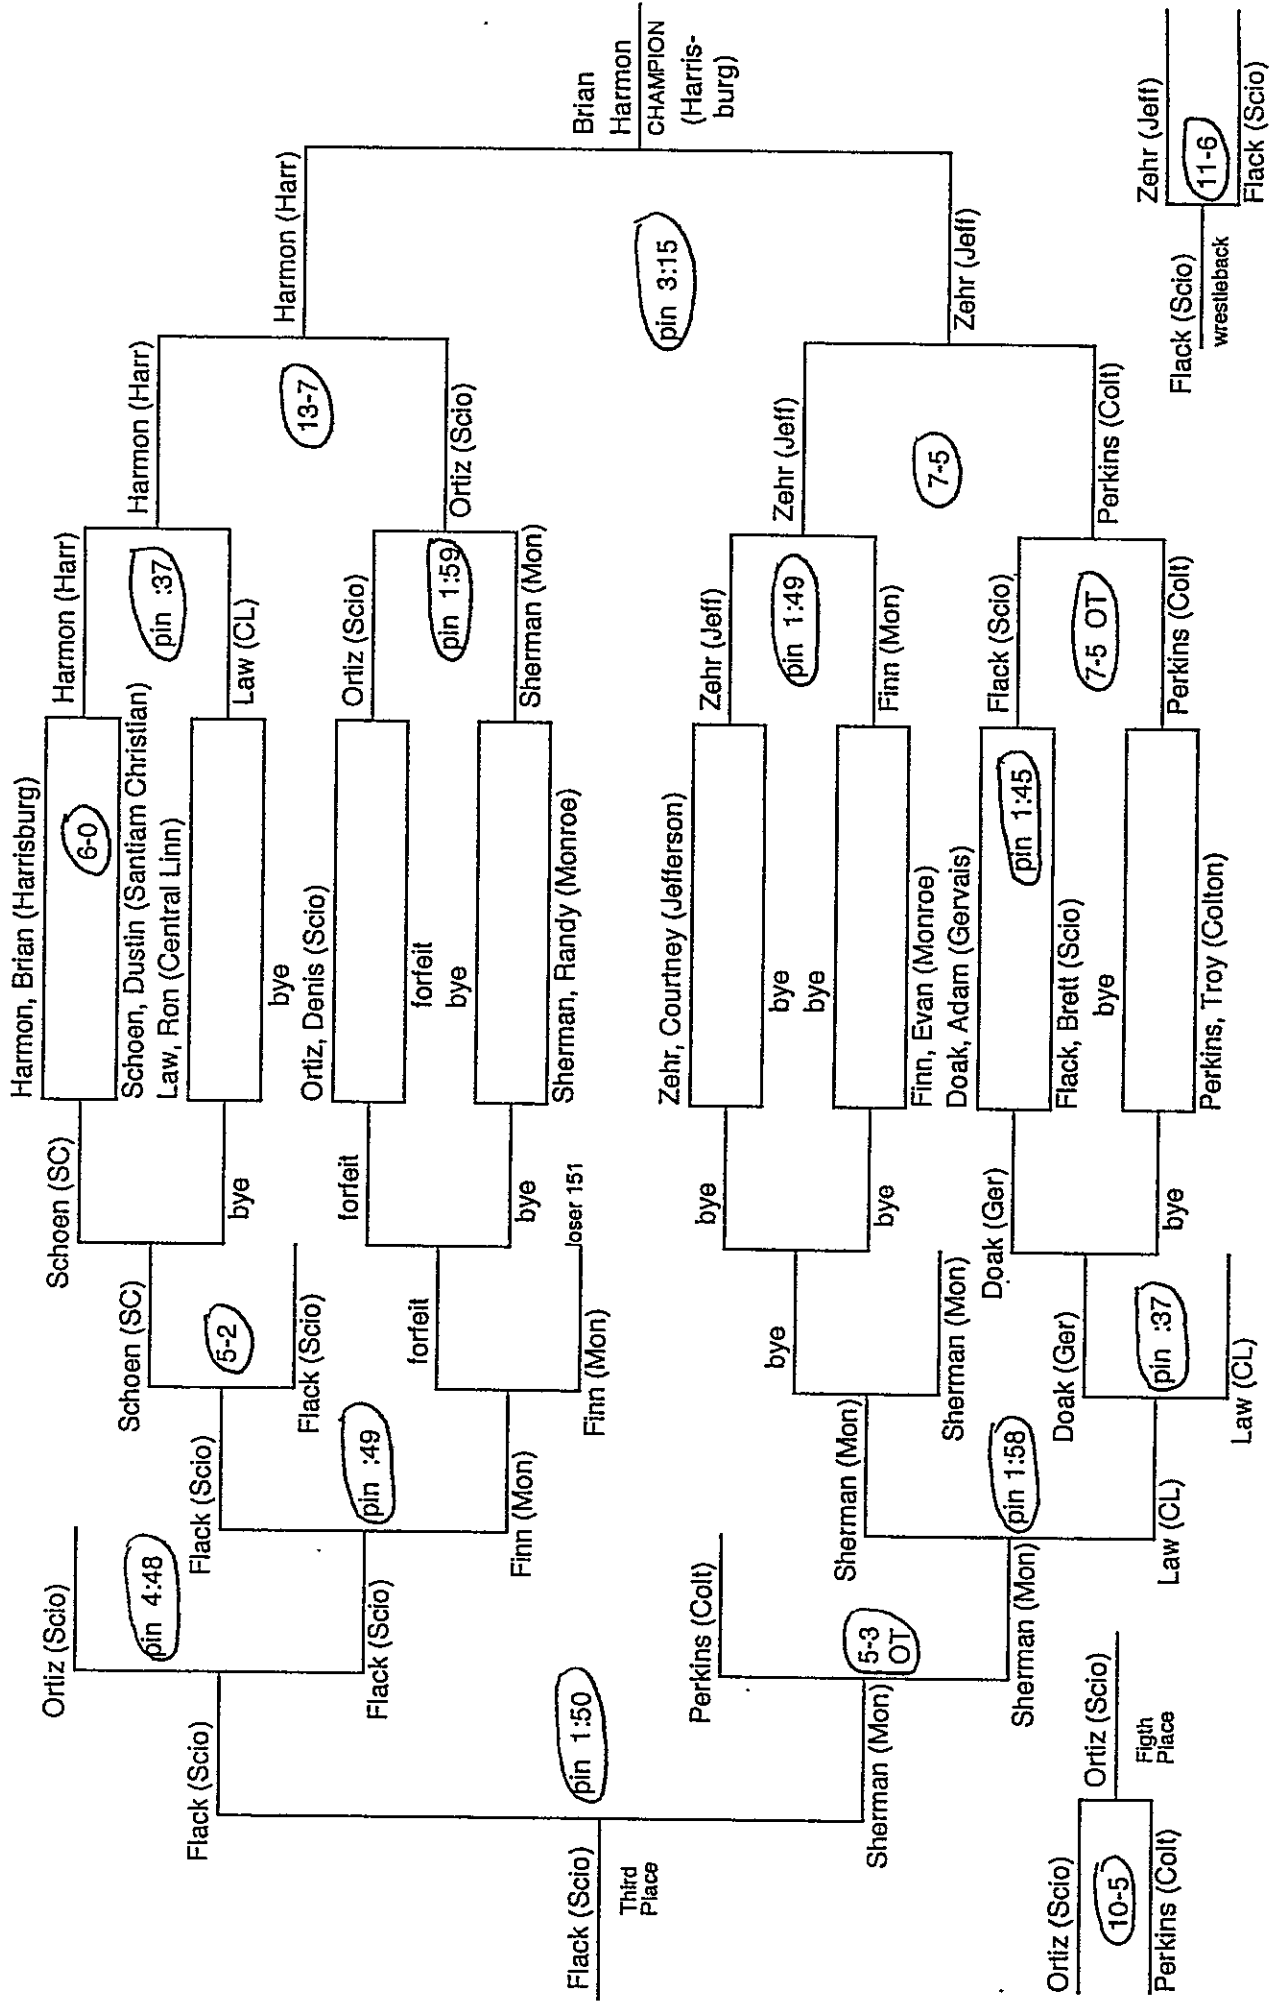 Harmon, Brian (Harrisburg)
6-0
Schoen, Dustin (Santiam Christian)
Law, Ron (Central Linn)
bye
Ortiz, Denis (Scio)
forfeit
bye
Sherman, Randy (Monroe)
Zehr, Courtney (Jefferson)
bye
bye
Finn, Evan (Monroe)
Doak, Adam (Gervais)
pin 1:45
Flack, Brett (Scio)
bye
Perkins, Troy (Colton)
Harmon (Harr)
pin :37
Law (CL)
Ortiz (Scio)
pin 1:59
Sherman (Mon)
Zehr (Jeff)
pin 1:49
Finn (Mon)
Flack (Scio)
7-5 OT
Perkins (Colt)
Harmon (Harr)
13-7
Ortiz (Scio)
Zehr (Jeff)
7-5
Perkins (Colt)
Harmon (Harr)
pin 3:15
Zehr (Jeff)
Brian
Harmon
CHAMPION
(Harris-
burg)
Zehr (Jeff)
11-6
Flack (Scio)
Flack (Scio)
wrestleback
Schoen (SC)
bye
forfeit
bye
bye
bye
Doak (Ger)
bye
Schoen (SC)
5-2
Flack (Scio)
forfeit
loser 151
Finn (Mon)
bye
Sherman (Mon)
Doak (Ger)
pin :37
Law (CL)
Flack (Scio)
pin :49
Finn (Mon)
Sherman (Mon)
pin 1:58
Law (CL)
Ortiz (Scio)
pin 4:48
Flack (Scio)
Perkins (Colt)
5-3
OT
Sherman (Mon)
Flack (Scio)
pin 1:50
Sherman (Mon)
Flack (Scio)
Third
Place
Ortiz (Scio)
10-5
Perkins (Colt)
Ortiz (Scio)
Figth
Place